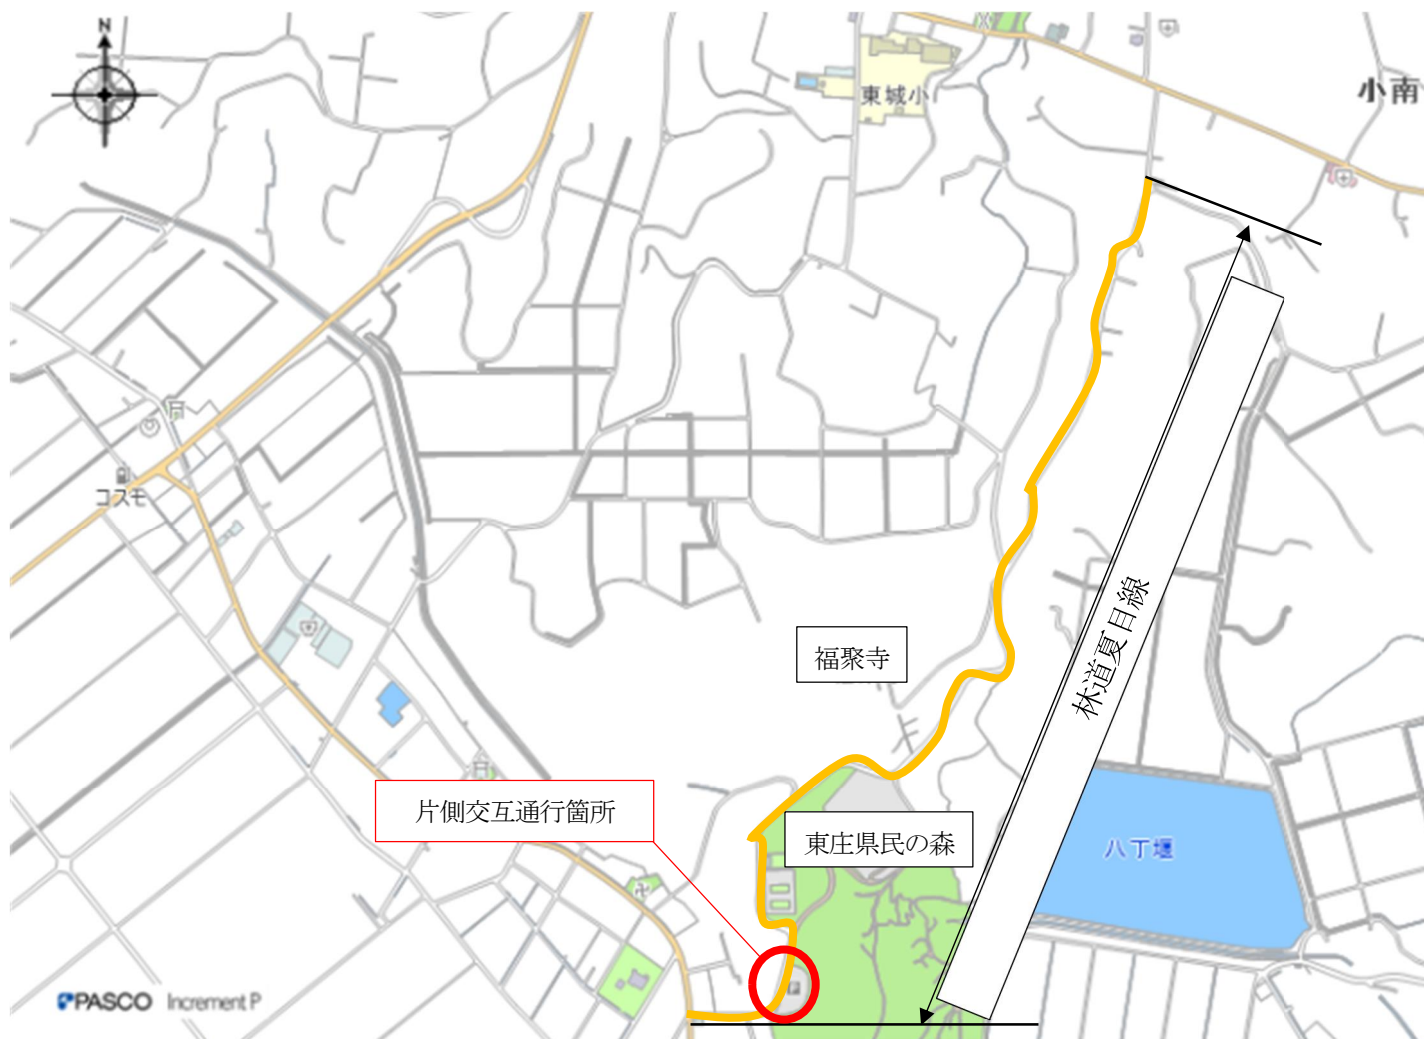 N
東城小
小南
コスモ
林道夏目線
福聚寺
片側交互通行箇所
東庄県民の森
八丁堰
PASCO Increment P